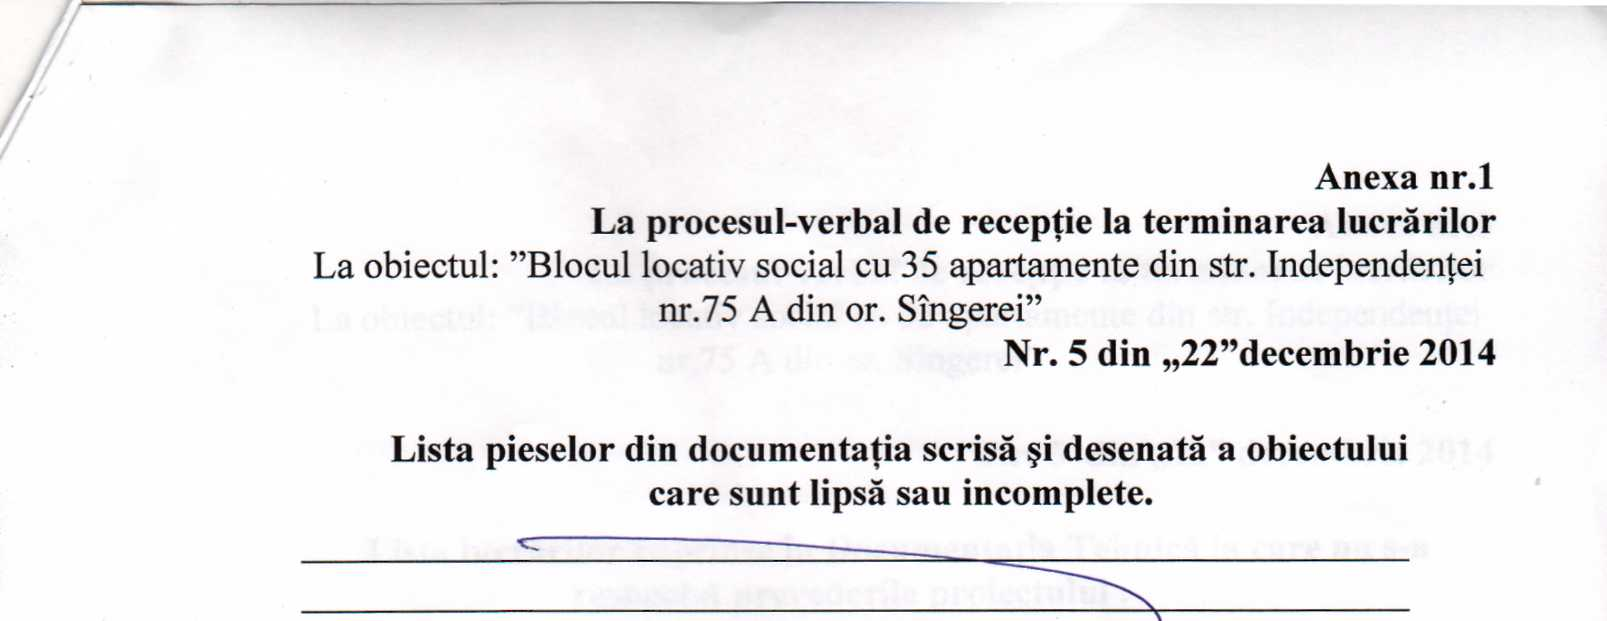 Anexa nr.1
La procesul-verbal de recepție la terminarea lucrărilor
La obiectul: ”Blocul locativ social cu 35 apartamente din str. Independenței
nr.75 A din or. Sîngerei”
Nr. 5 din „22”decembrie 2014
Lista pieselor din documentația scrisă şi desenată a obiectului
care sunt lipsă sau incomplete.